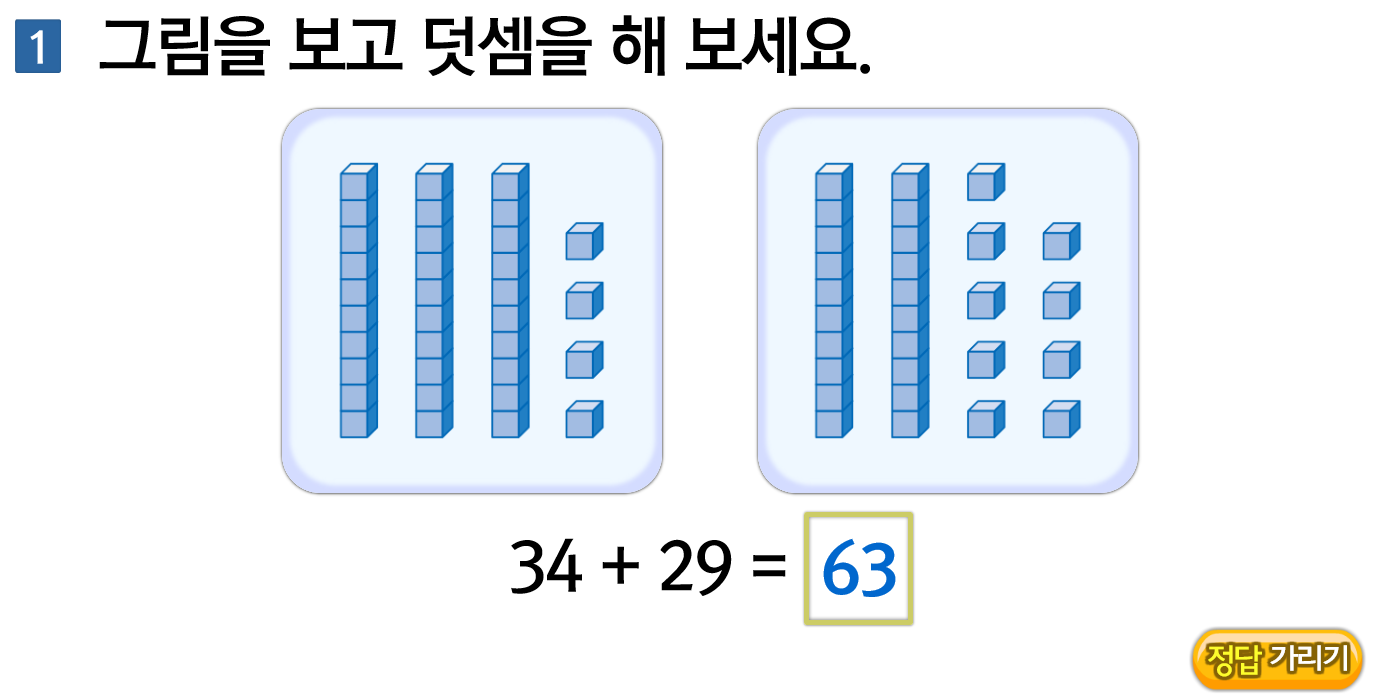 1 그림을 보고 덧셈을 해 보세요.
34 + 29 = 63
정답 가리기